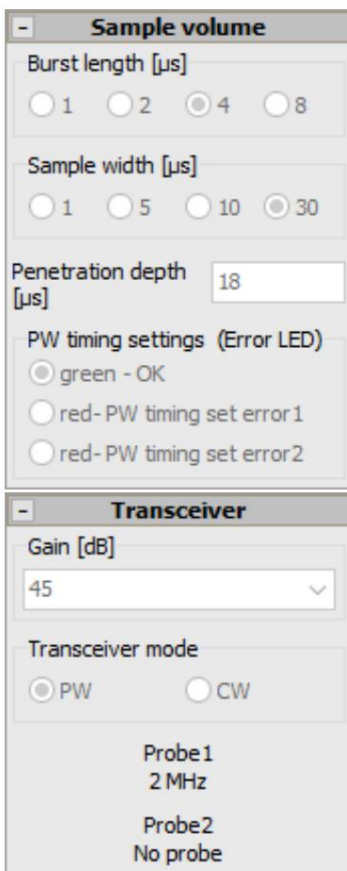 - Sample volume
Burst length [µs]
1 2 4 8
Sample width [µs]
1 5 10 30
Penetration depth
[µs]
18
PW timing settings (Error LED)
green - OK
red- PW timing set error1
red- PW timing set error2
- Transceiver
Gain [dB]
45
Transceiver mode
PW CW
Probe1
2 MHz
Probe2
No probe